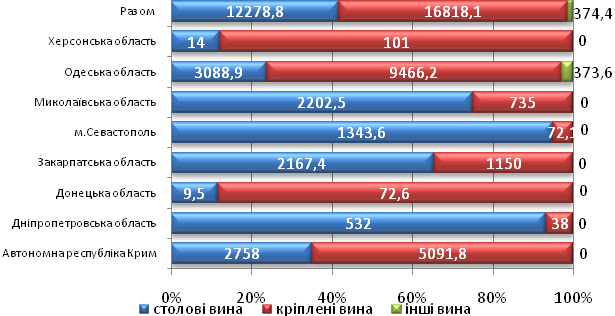 Разом 12278,8 16818,1 374,4
Херсонська область 14 101 0
Одеська область 3088,9 9466,2 373,6
Миколаївська область 2202,5 735 0
м.Севастополь 1343,6 72,1 0
Закарпатська область 2167,4 1150 0
Донецька область 9,5 72,6 0
Дніпропетровська область 532 38 0
Автономна республіка Крим 2758 5091,8 0
0% 20% 40% 60% 80% 100%
столові вина кріплені вина інші вина